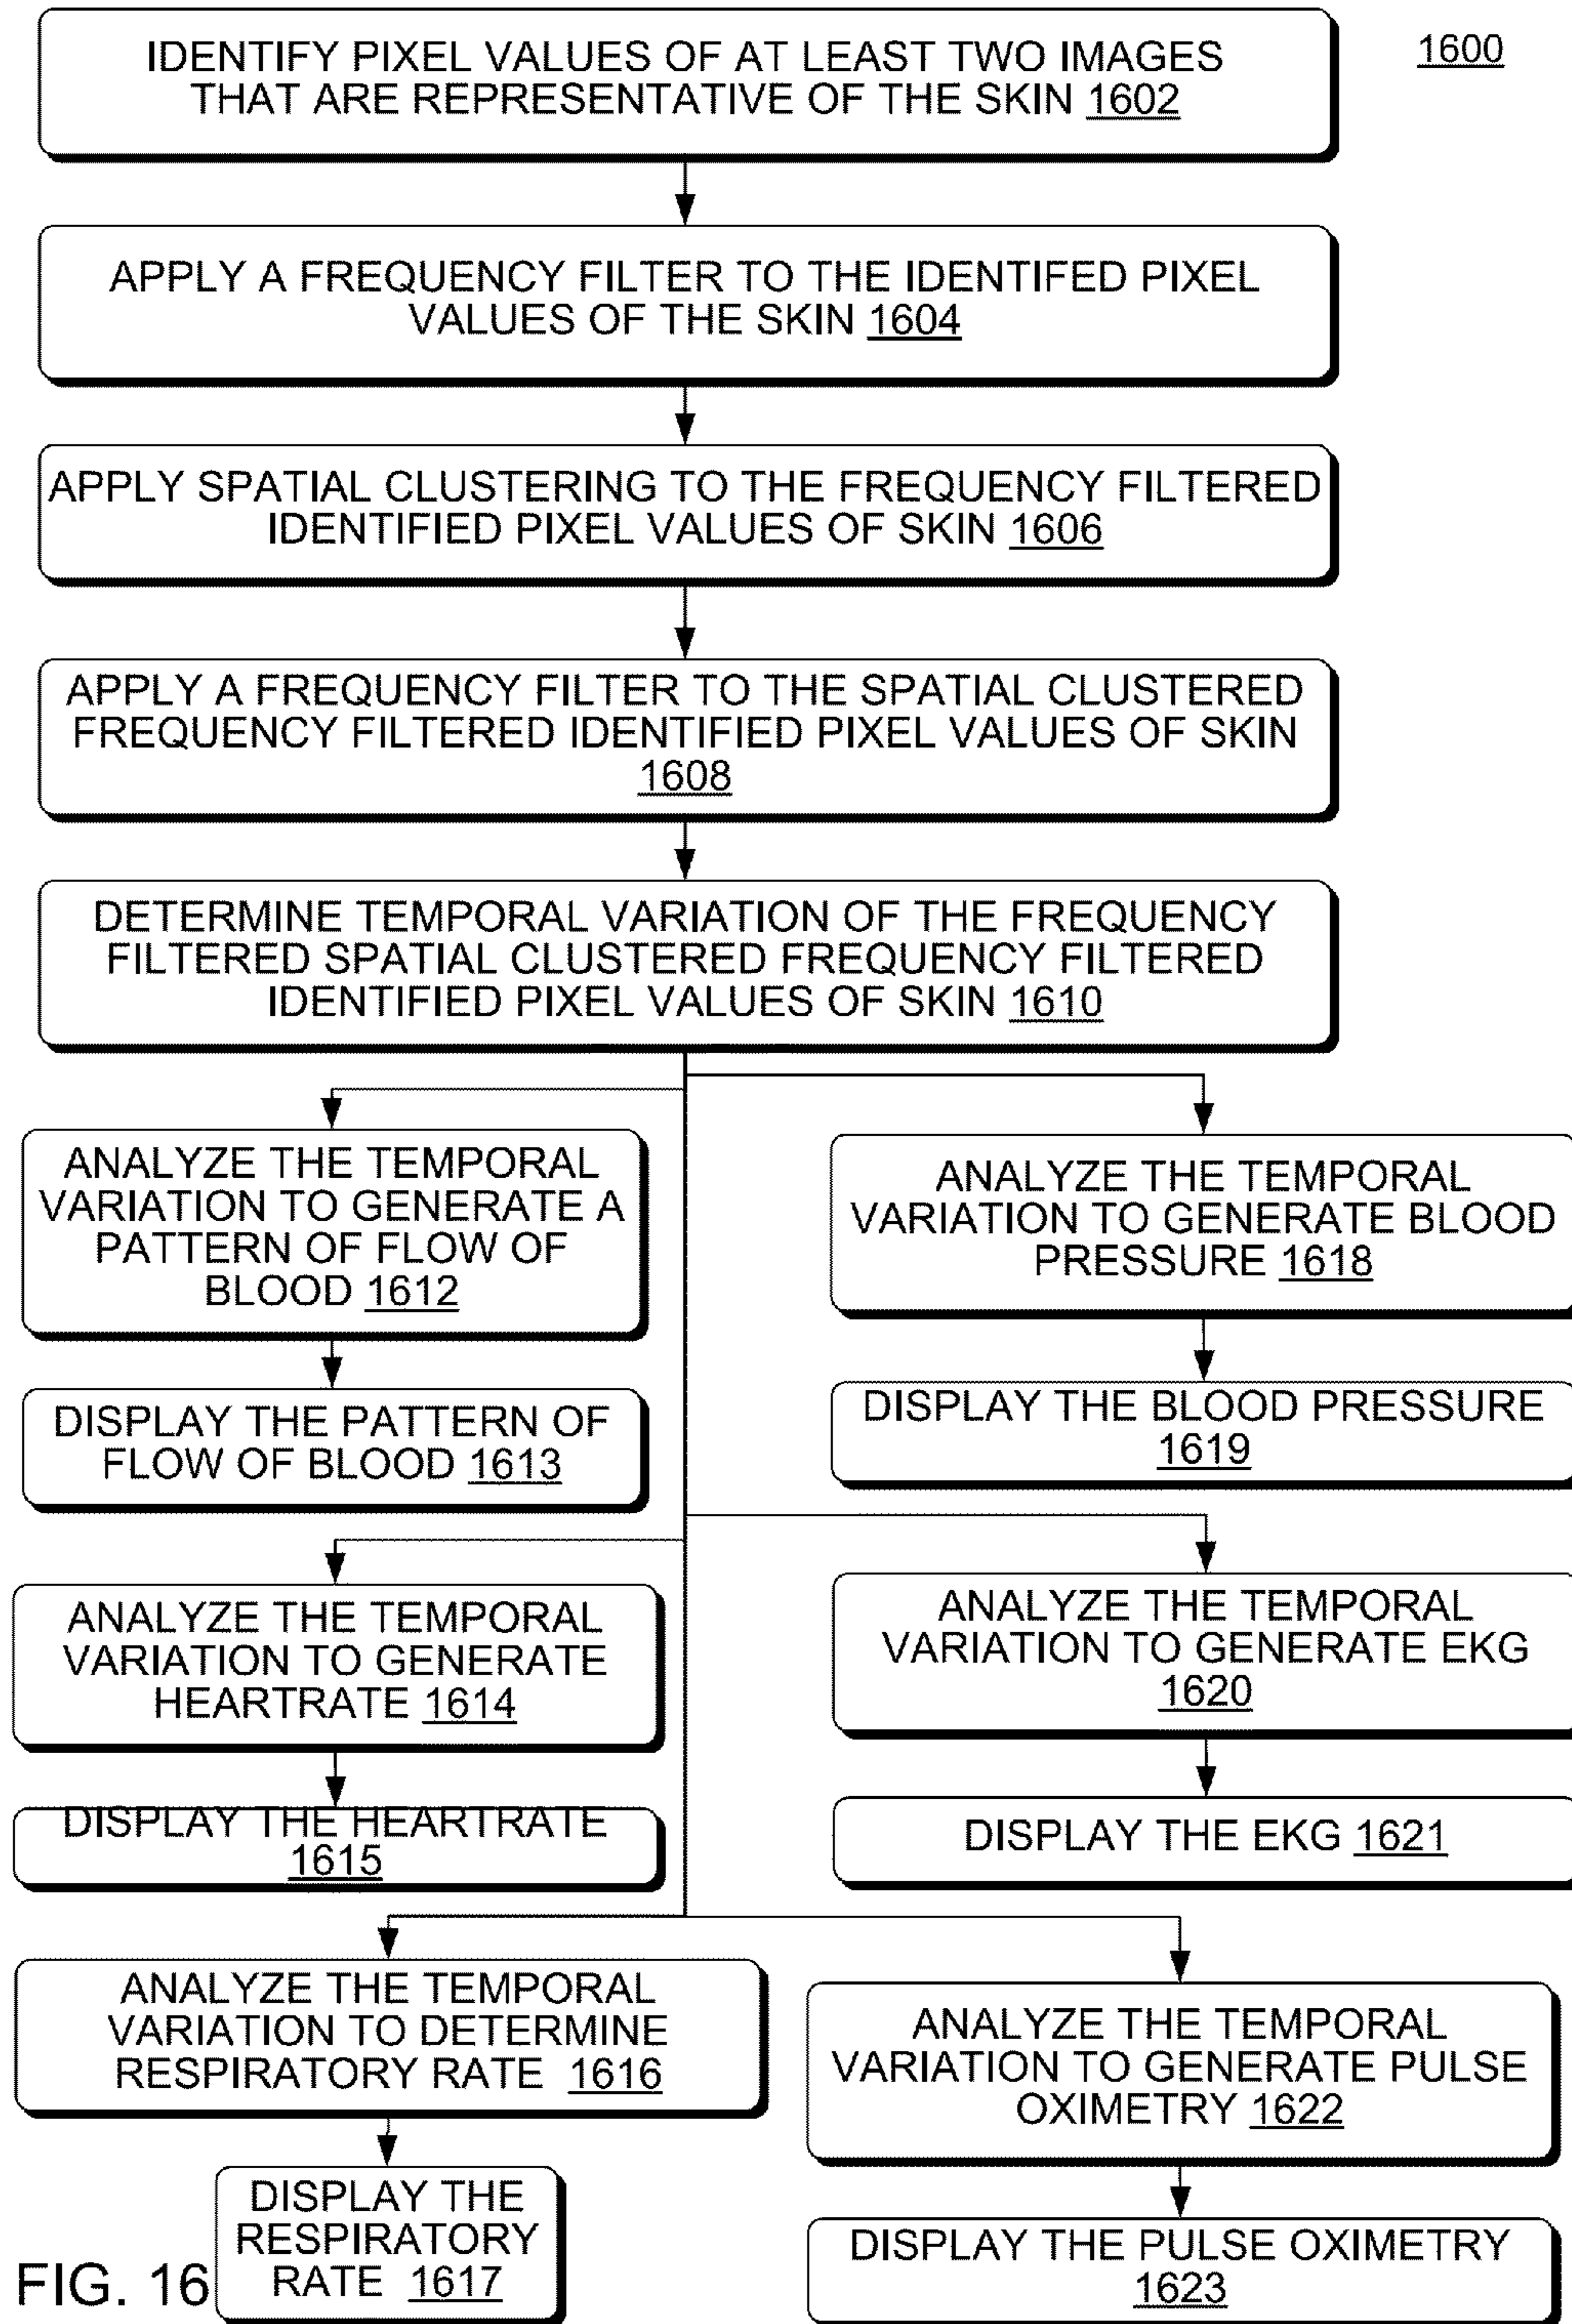 IDENTIFY PIXEL VALUES OF AT LEAST TWO IMAGES
THAT ARE REPRESENTATIVE OF THE SKIN 1602
1600
APPLY A FREQUENCY FILTER TO THE IDENTIFED PIXEL
VALUES OF THE SKIN 1604
APPLY SPATIAL CLUSTERING TO THE FREQUENCY FILTERED
IDENTIFIED PIXEL VALUES OF SKIN 1606
APPLY A FREQUENCY FILTER TO THE SPATIAL CLUSTERED
FREQUENCY FILTERED IDENTIFIED PIXEL VALUES OF SKIN
1608
DETERMINE TEMPORAL VARIATION OF THE FREQUENCY
FILTERED SPATIAL CLUSTERED FREQUENCY FILTERED
IDENTIFIED PIXEL VALUES OF SKIN 1610
ANALYZE THE TEMPORAL
VARIATION TO GENERATE A
PATTERN OF FLOW OF
BLOOD 1612
ANALYZE THE TEMPORAL
VARIATION TO GENERATE BLOOD
PRESSURE 1618
DISPLAY THE PATTERN OF
FLOW OF BLOOD 1613
DISPLAY THE BLOOD PRESSURE
1619
ANALYZE THE TEMPORAL
VARIATION TO GENERATE
HEARTRATE 1614
ANALYZE THE TEMPORAL
VARIATION TO GENERATE EKG
1620
DISPLAY THE HEARTRATE
1615
DISPLAY THE EKG 1621
ANALYZE THE TEMPORAL
VARIATION TO DETERMINE
RESPIRATORY RATE 1616
ANALYZE THE TEMPORAL
VARIATION TO GENERATE PULSE
OXIMETRY 1622
DISPLAY THE
RESPIRATORY
RATE 1617
DISPLAY THE PULSE OXIMETRY
1623
FIG. 16